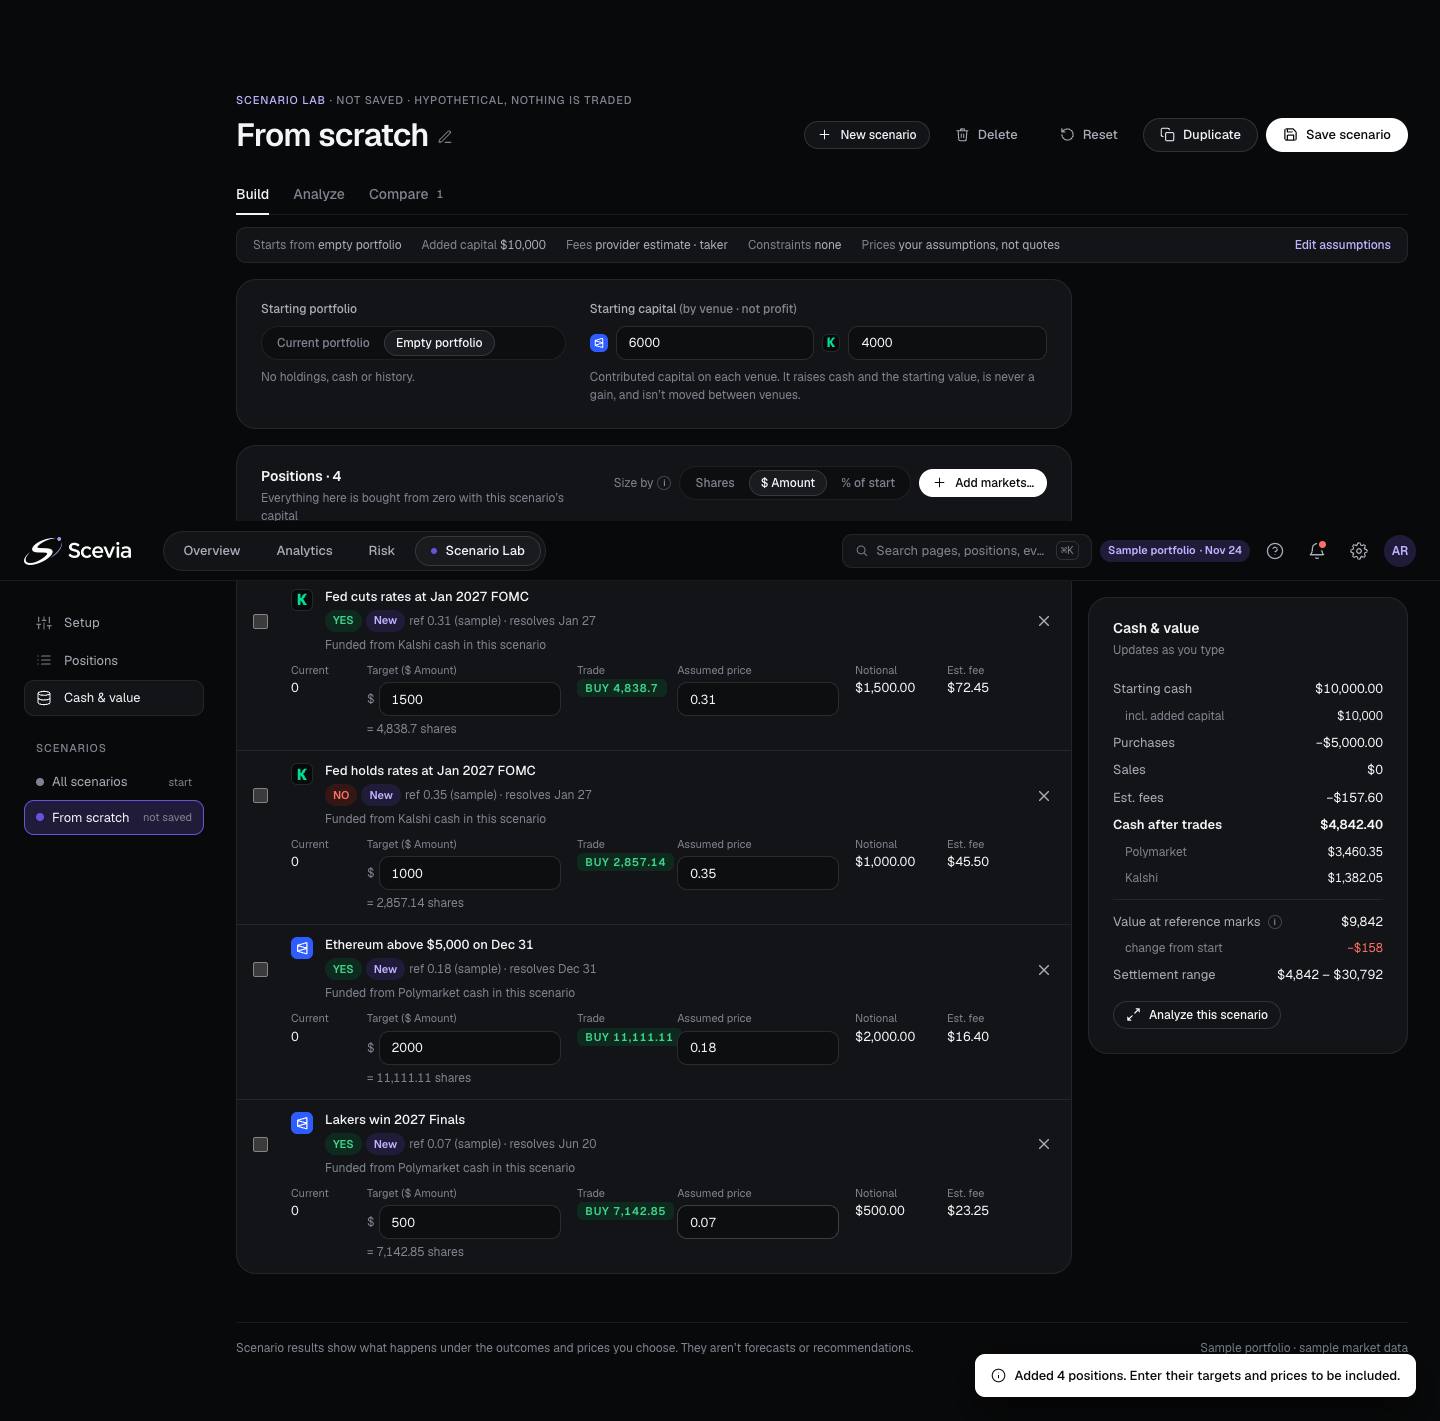 SCENARIO LAB · NOT SAVED · HYPOTHETICAL, NOTHING IS TRADED
From scratch
New scenario
Delete
Reset
Duplicate
Save scenario
Build
Analyze
Compare 1
Starts from empty portfolio
Added capital $10,000
Fees provider estimate · taker
Constraints none
Prices your assumptions, not quotes
Edit assumptions
Starting portfolio
Current portfolio
Empty portfolio
No holdings, cash or history.
Starting capital (by venue · not profit)
6000
K
4000
Contributed capital on each venue. It raises cash and the starting value, is never a
gain, and isn't moved between venues.
Positions · 4
Everything here is bought from zero with this scenario's
capital
Size by
Shares
$ Amount
% of start
Add markets…
Scevia
Overview
Analytics
Risk
Scenario Lab
Search pages, positions, ev…
⌘K
Sample portfolio · Nov 24
AR
Setup
Positions
Cash & value
SCENARIOS
All scenarios start
From scratch not saved
K
Fed cuts rates at Jan 2027 FOMC
YES New ref 0.31 (sample) · resolves Jan 27
Funded from Kalshi cash in this scenario
Current Target ($ Amount) Trade Assumed price Notional Est. fee
0 $ 1500 BUY 4,838.7 0.31 $1,500.00 $72.45
= 4,838.7 shares
K
Fed holds rates at Jan 2027 FOMC
NO New ref 0.35 (sample) · resolves Jan 27
Funded from Kalshi cash in this scenario
Current Target ($ Amount) Trade Assumed price Notional Est. fee
0 $ 1000 BUY 2,857.14 0.35 $1,000.00 $45.50
= 2,857.14 shares
Ethereum above $5,000 on Dec 31
YES New ref 0.18 (sample) · resolves Dec 31
Funded from Polymarket cash in this scenario
Current Target ($ Amount) Trade Assumed price Notional Est. fee
0 $ 2000 BUY 11,111.11 0.18 $2,000.00 $16.40
= 11,111.11 shares
Lakers win 2027 Finals
YES New ref 0.07 (sample) · resolves Jun 20
Funded from Polymarket cash in this scenario
Current Target ($ Amount) Trade Assumed price Notional Est. fee
0 $ 500 BUY 7,142.85 0.07 $500.00 $23.25
= 7,142.85 shares
Cash & value
Updates as you type
Starting cash $10,000.00
incl. added capital $10,000
Purchases −$5,000.00
Sales $0
Est. fees −$157.60
Cash after trades $4,842.40
Polymarket $3,460.35
Kalshi $1,382.05
Value at reference marks $9,842
change from start −$158
Settlement range $4,842 – $30,792
Analyze this scenario
Scenario results show what happens under the outcomes and prices you choose. They aren't forecasts or recommendations.
Sample portfolio · sample market data
Added 4 positions. Enter their targets and prices to be included.